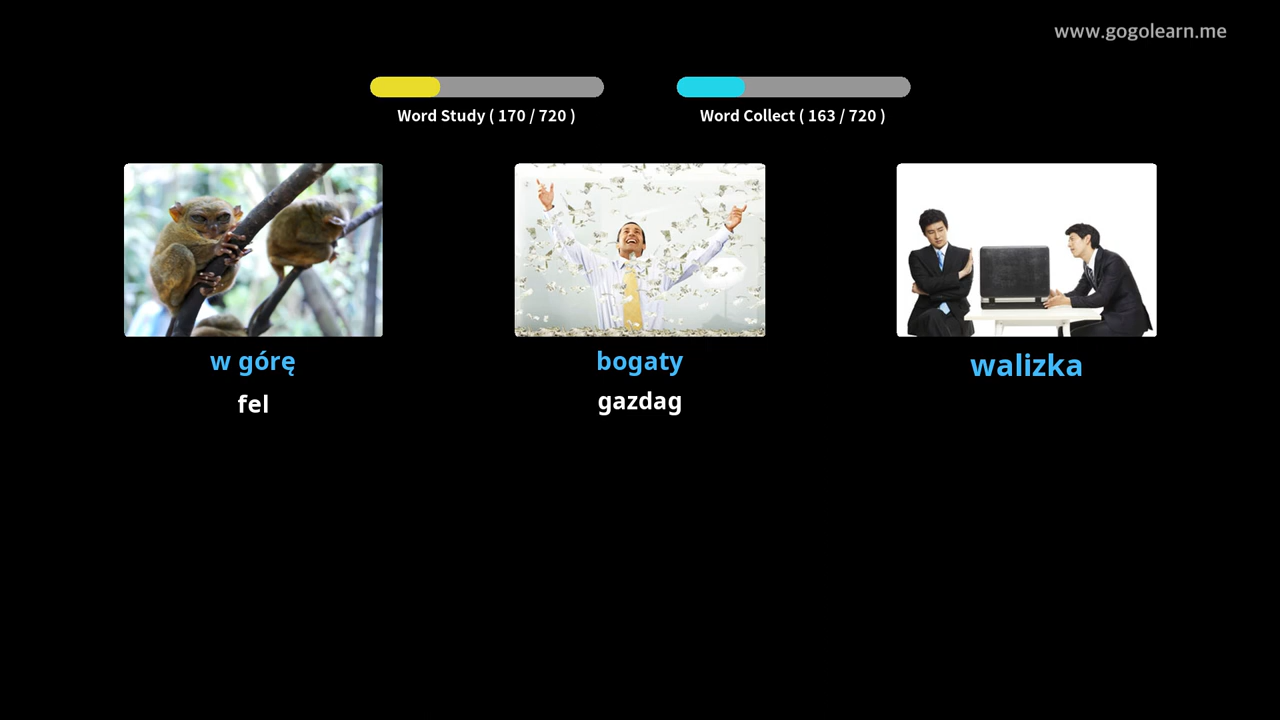 www.gogolearn.me
Word Study ( 170 / 720 )
Word Collect ( 163 / 720 )
w górę
bogaty
walizka
fel
gazdag